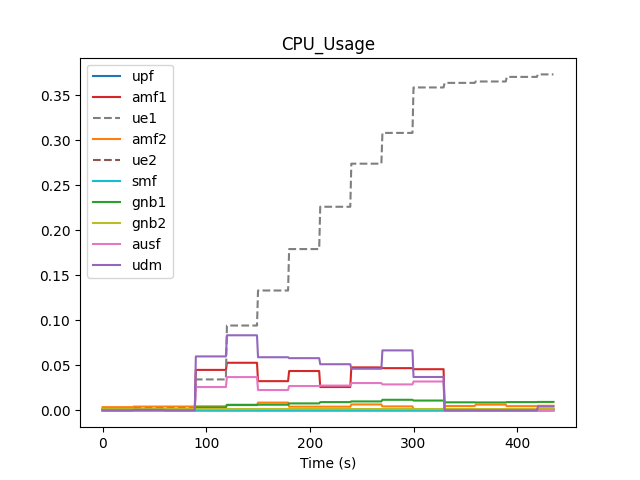 CPU_Usage
upf
amf1
ue1
amf2
ue2
smf
gnb1
gnb2
ausf
udm
0.35
0.30
0.25
0.20
0.15
0.10
0.05
0.00
0 100 200 300 400
Time (s)